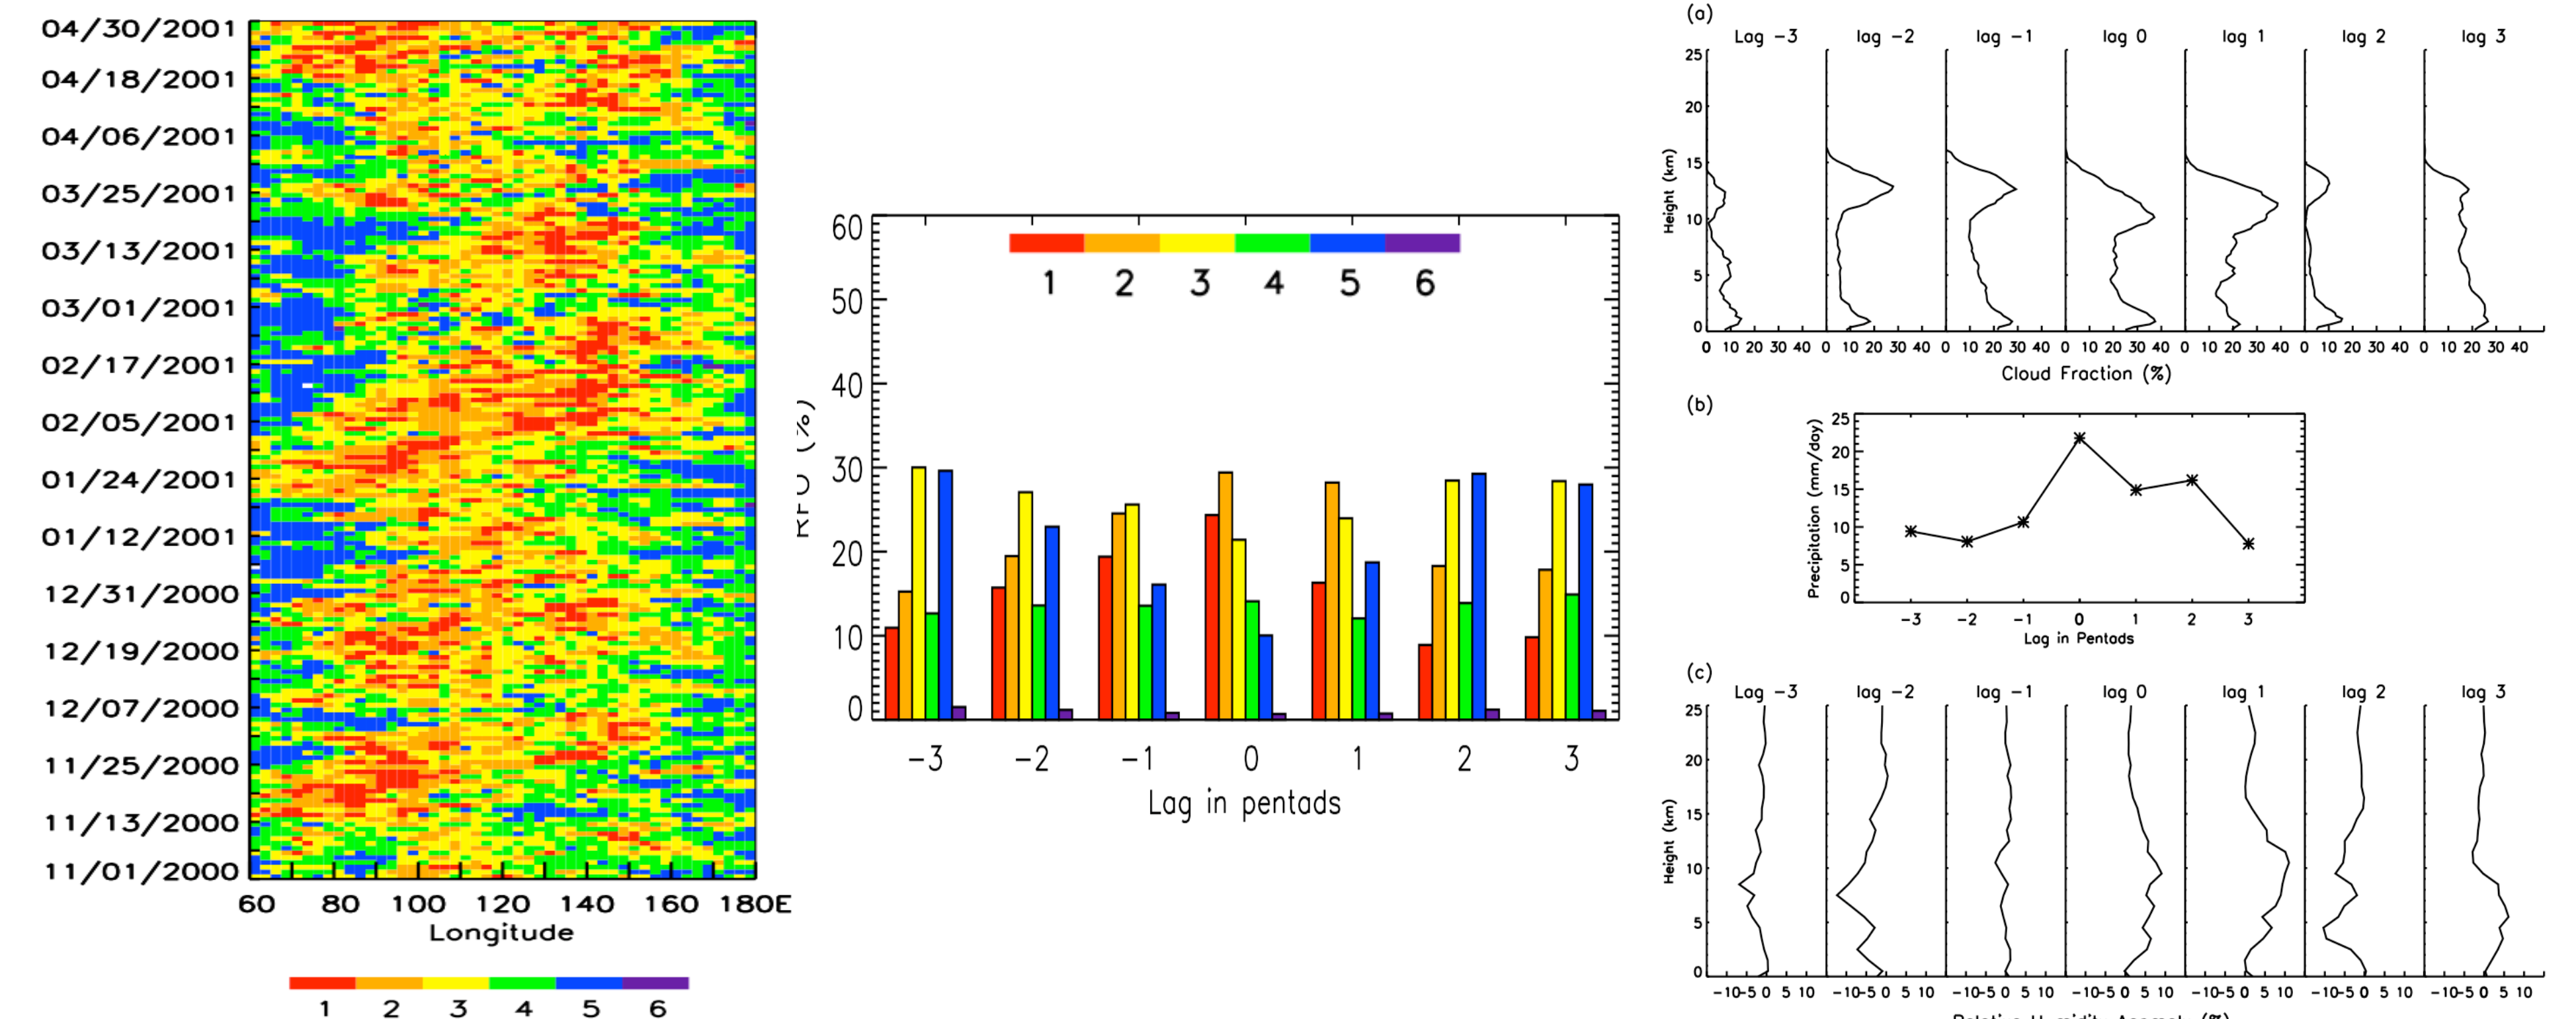 04/30/2001
04/18/2001
04/06/2001
03/25/2001
03/13/2001
03/01/2001
02/17/2001
02/05/2001
01/24/2001
01/12/2001
12/31/2000
12/19/2000
12/07/2000
11/25/2000
11/13/2000
11/01/2000
60 80 100 120 140 160 180E
Longitude
1 2 3 4 5 6
60
50
40
30
20
10
0
RFO (%)
1 2 3 4 5 6
-3 -2 -1 0 1 2 3
Lag in pentads
(a)
Lag -3 lag -2 lag -1 lag 0 lag 1 lag 2 lag 3
25
20
15
10
5
0
Height (km)
0 10 20 30 40 0 10 20 30 40 0 10 20 30 40 0 10 20 30 40 0 10 20 30 40 0 10 20 30 40 0 10 20 30 40
Cloud Fraction (%)
(b)
25
20
15
10
5
0
Precipitation (mm/day)
-3 -2 -1 0 1 2 3
Lag in Pentads
(c)
Lag -3 lag -2 lag -1 lag 0 lag 1 lag 2 lag 3
25
20
15
10
5
0
Height (km)
-10-5 0 5 10 -10-5 0 5 10 -10-5 0 5 10 -10-5 0 5 10 -10-5 0 5 10 -10-5 0 5 10 -10-5 0 5 10
Relative Humidity Anomaly (%)